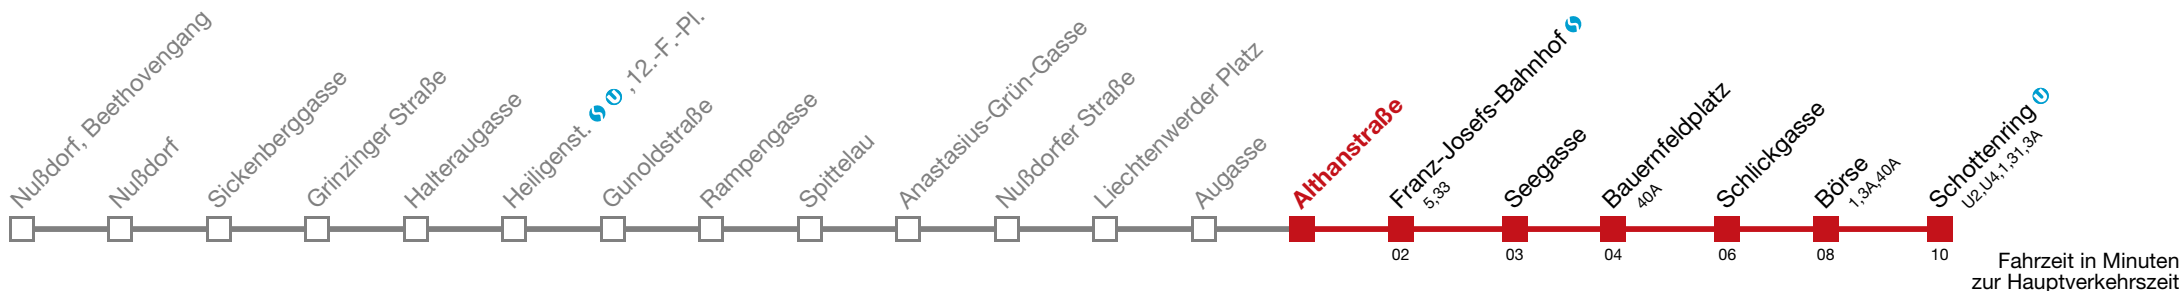 Nußdorf, Beethovengang
Nußdorf
Sickenberggasse
Grinzinger Straße
Halteraugasse
Heiligenst. S U , 12.-F.-Pl.
Gunoldstraße
Rampengasse
Spittelau
Anastasius-Grün-Gasse
Nußdorfer Straße
Liechtenwerder Platz
Augasse
Althanstraße
Franz-Josefs-Bahnhof S
5,33
02
Seegasse
03
Bauernfeldplatz
40A
04
Schlickgasse
06
Börse
1,3A,40A
08
Schottenring U
U2,U4,1,31,3A
10
Fahrzeit in Minuten
zur Hauptverkehrszeit